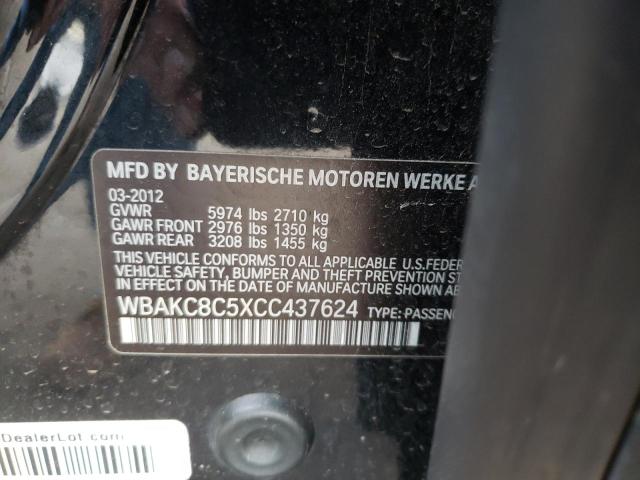 MFD BY BAYERISCHE MOTOREN WERKE A
03-2012
GVWR 5974 lbs 2710 kg
GAWR FRONT 2976 lbs 1350 kg
GAWR REAR 3208 lbs 1455 kg
THIS VEHICLE CONFORMS TO ALL APPLICABLE U.S.FEDER
VEHICLE SAFETY, BUMPER AND THEFT PREVENTION ST
IN EFFECT ON THE DATE OF MANUFACTURE SHOWN AB
WBAKC8C5XCC437624 TYPE: PASSENG
DealerLot.com